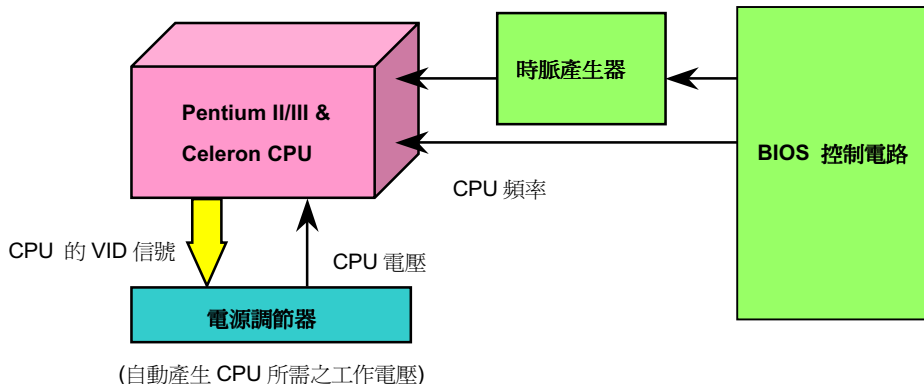 時脈產生器
Pentium II/III &
Celeron CPU
BIOS 控制電路
CPU 頻率
CPU 的 VID 信號
CPU 電壓
電源調節器
(自動產生 CPU 所需之工作電壓)